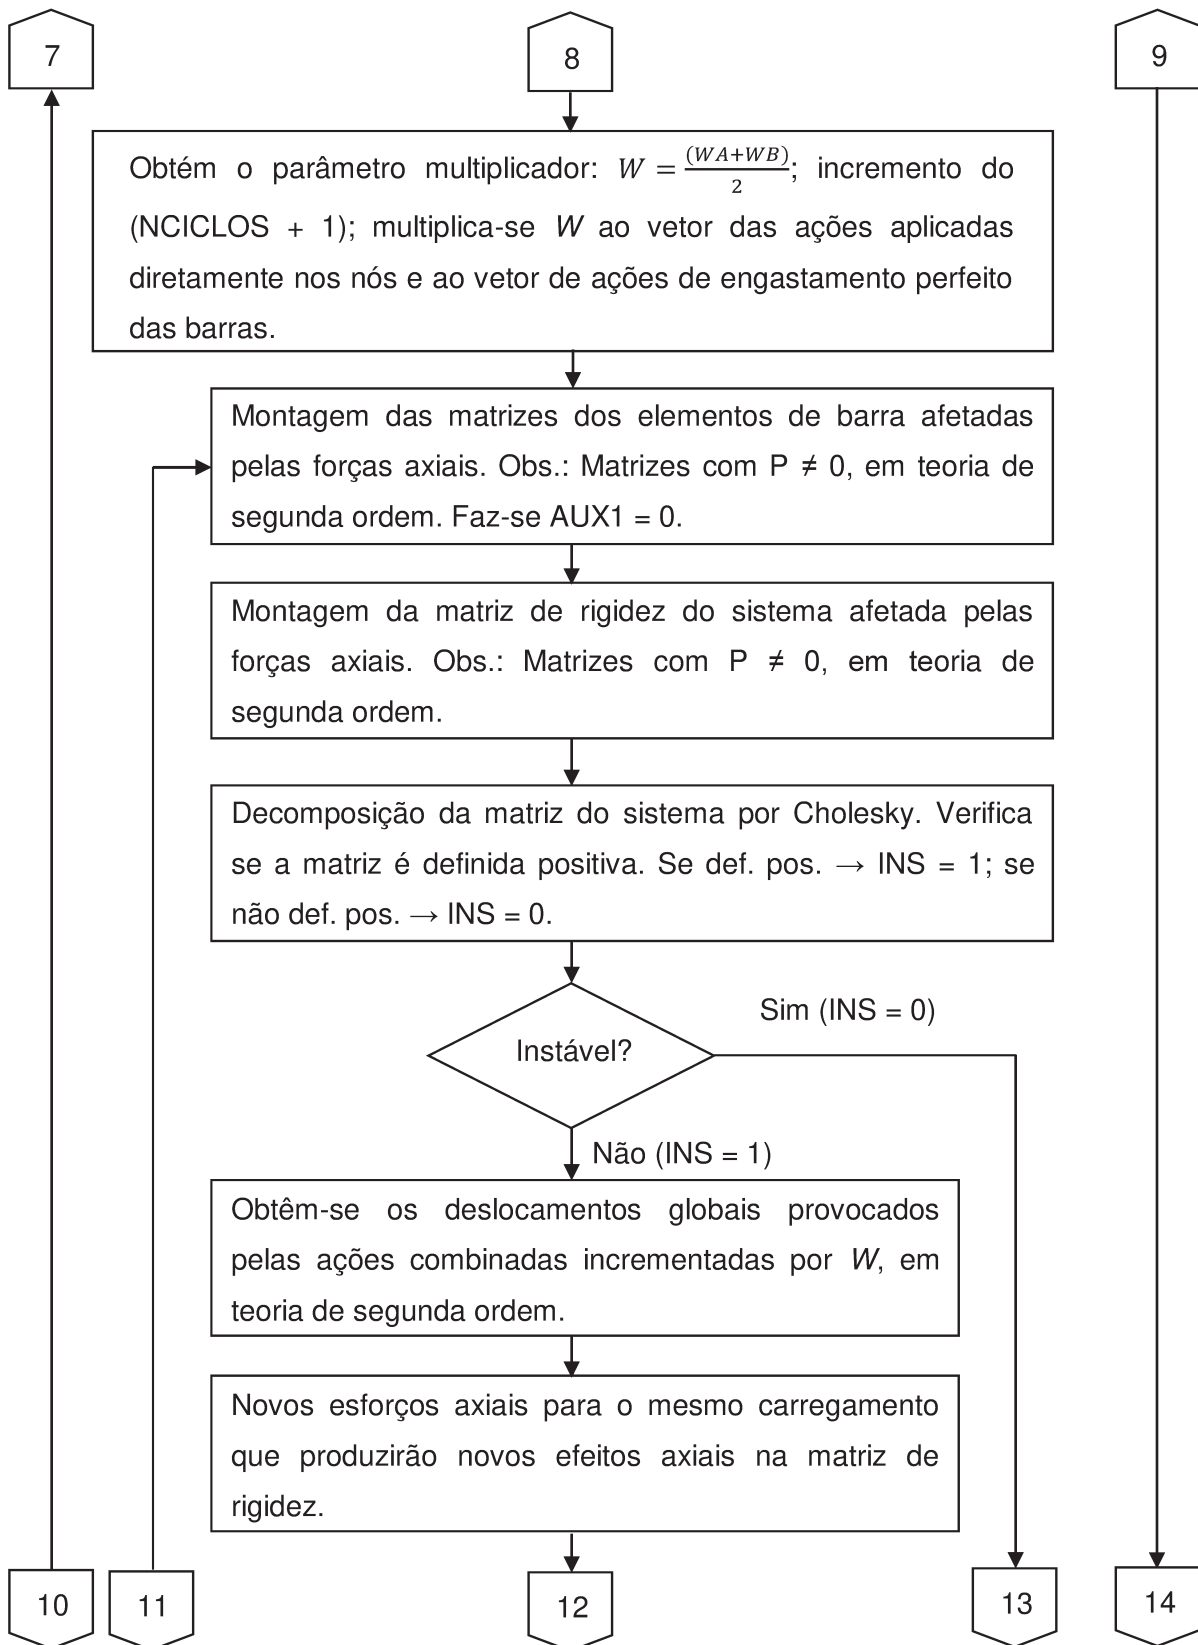 7
8
9
Obtém o parâmetro multiplicador: W = (WA+WB)/2; incremento do
(NCICLOS + 1); multiplica-se W ao vetor das ações aplicadas
diretamente nos nós e ao vetor de ações de engastamento perfeito
das barras.
Montagem das matrizes dos elementos de barra afetadas
pelas forças axiais. Obs.: Matrizes com P ≠ 0, em teoria de
segunda ordem. Faz-se AUX1 = 0.
Montagem da matriz de rigidez do sistema afetada pelas
forças axiais. Obs.: Matrizes com P ≠ 0, em teoria de
segunda ordem.
Decomposição da matriz do sistema por Cholesky. Verifica
se a matriz é definida positiva. Se def. pos. → INS = 1; se
não def. pos. → INS = 0.
Sim (INS = 0)
Instável?
Não (INS = 1)
Obtêm-se os deslocamentos globais provocados
pelas ações combinadas incrementadas por W, em
teoria de segunda ordem.
Novos esforços axiais para o mesmo carregamento
que produzirão novos efeitos axiais na matriz de
rigidez.
10
11
12
13
14